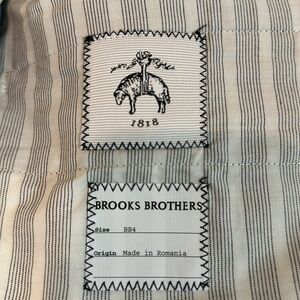 1818
BROOKS BROTHERS
Size BB4
Origin Made in Romania